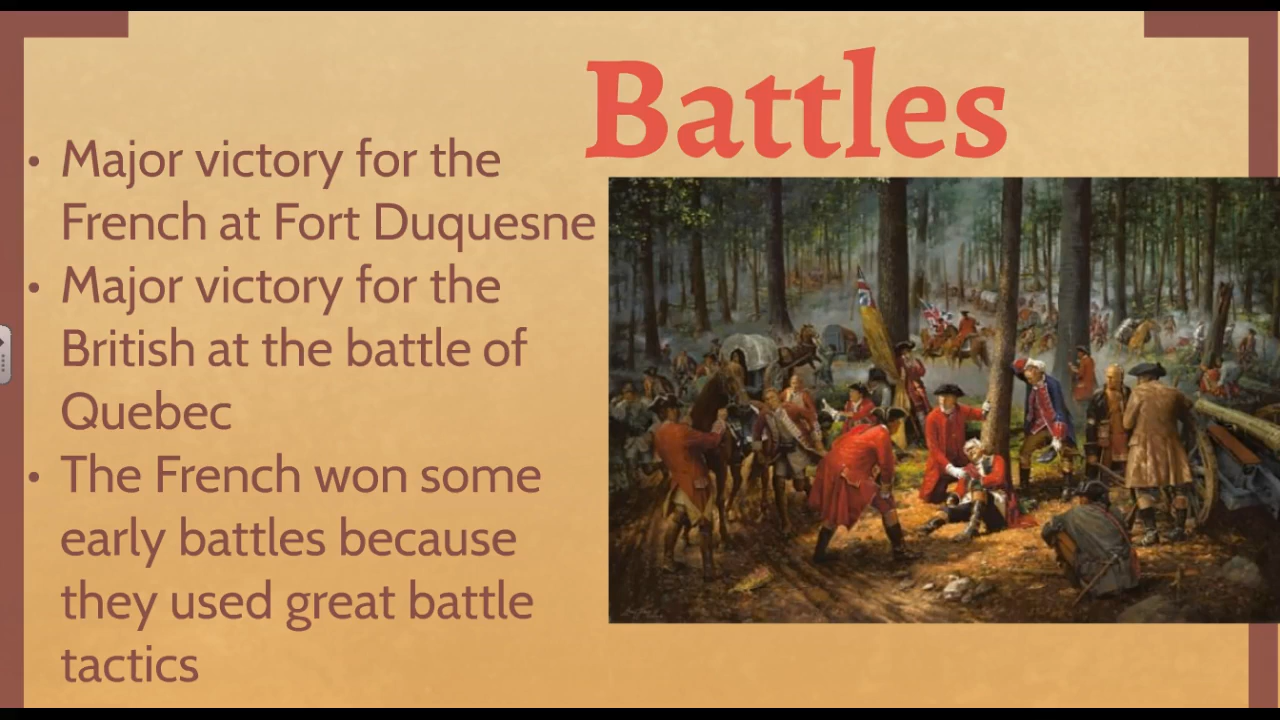 Battles
• Major victory for the
French at Fort Duquesne
• Major victory for the
British at the battle of
Quebec
• The French won some
early battles because
they used great battle
tactics